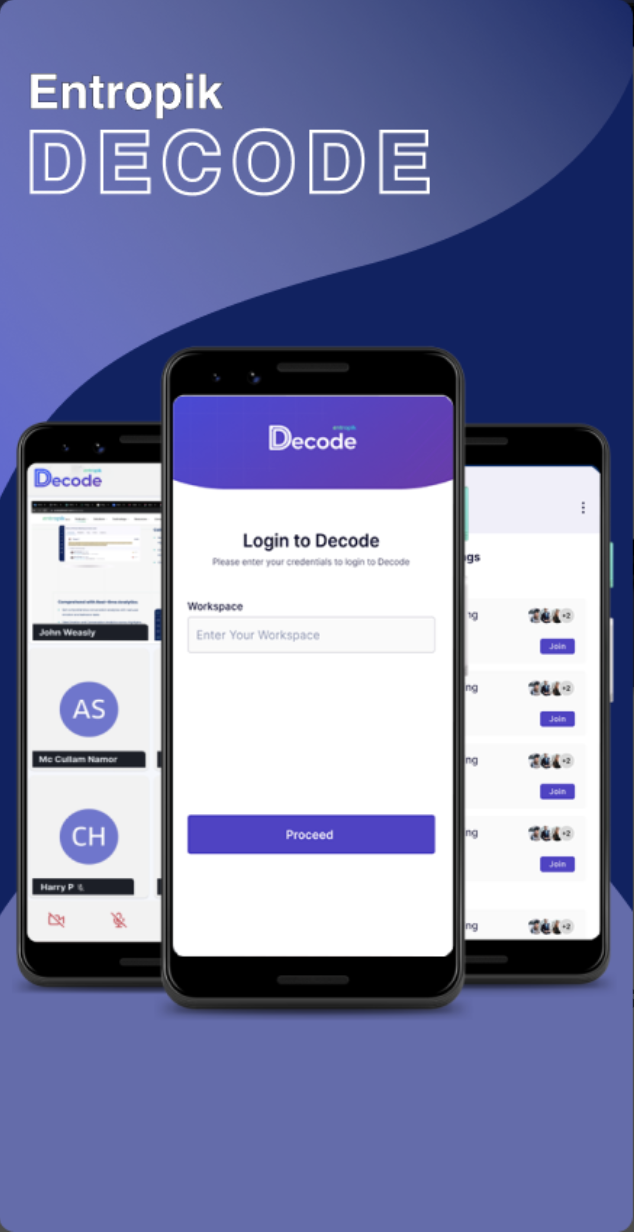 Entropik
DECODE
entropik
Decode
John Weasly
AS
Mc Cullam Namor
CH
Harry P
entropik
Decode
Login to Decode
Please enter your credentials to login to Decode
Workspace
Enter Your Workspace
Proceed
gs
ng
+2
Join
ng
+2
Join
ng
+2
Join
ng
+2
Join
ng
+2